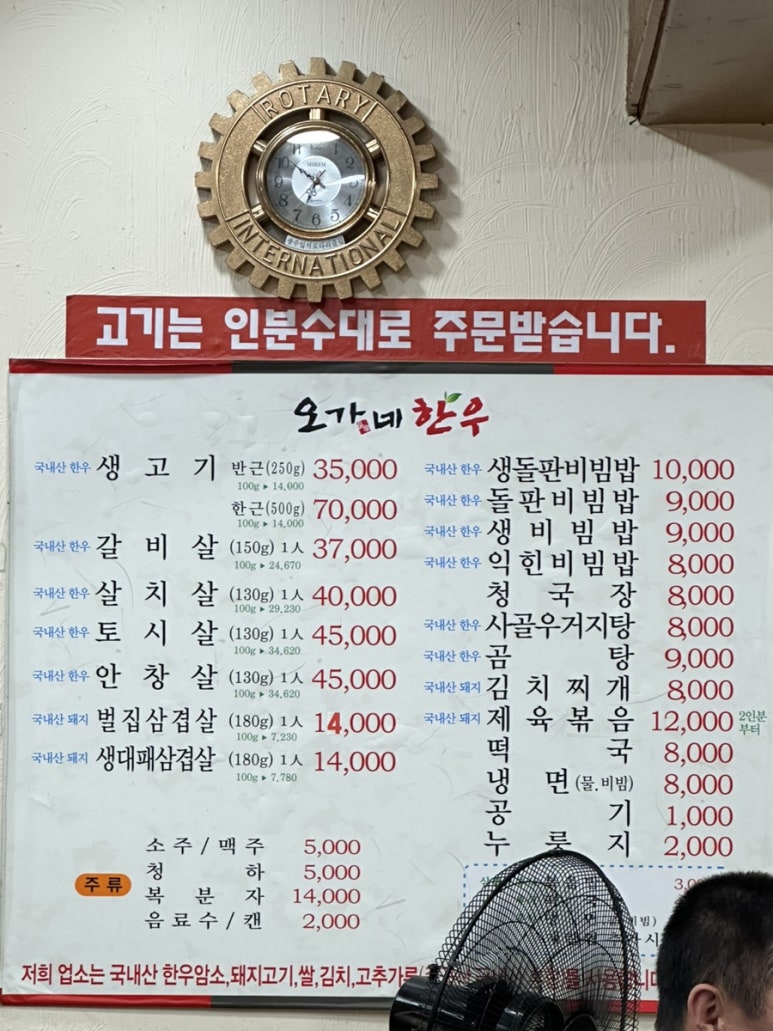 ROTARY
INTERNATIONAL
고기는 인분수대로 주문받습니다.
오가네한우
국내산 한우 생고기 반근(250g) 35,000
100g ▶ 14,000
한근(500g) 70,000
100g ▶ 14,000
국내산 한우 갈비살 (150g) 1人 37,000
100g ▶ 24,670
국내산 한우 살치살 (130g) 1人 40,000
100g ▶ 29,230
국내산 한우 토시살 (130g) 1人 45,000
100g ▶ 34,620
국내산 한우 안창살 (130g) 1人 45,000
100g ▶ 34,620
국내산 돼지 벌집삼겹살 (180g) 1人 14,000
100g ▶ 7,230
국내산 돼지 생대패삼겹살 (180g) 1人 14,000
100g ▶ 7,780
주류
소주/맥주 5,000
청하 5,000
복분자 14,000
음료수/캔 2,000
국내산 한우 생돌판비빔밥 10,000
국내산 한우 돌판비빔밥 9,000
국내산 한우 생비빔밥 9,000
국내산 한우 익힌비빔밥 8,000
청국장 8,000
국내산 한우 사골우거지탕 8,000
국내산 한우 곰탕 9,000
국내산 돼지 김치찌개 8,000
국내산 돼지 제육볶음 12,000 2인분부터
떡국 8,000
냉면(물.비빔) 8,000
공기 1,000
누룽지 2,000
저희 업소는 국내산 한우암소,돼지고기,쌀,김치,고추가루